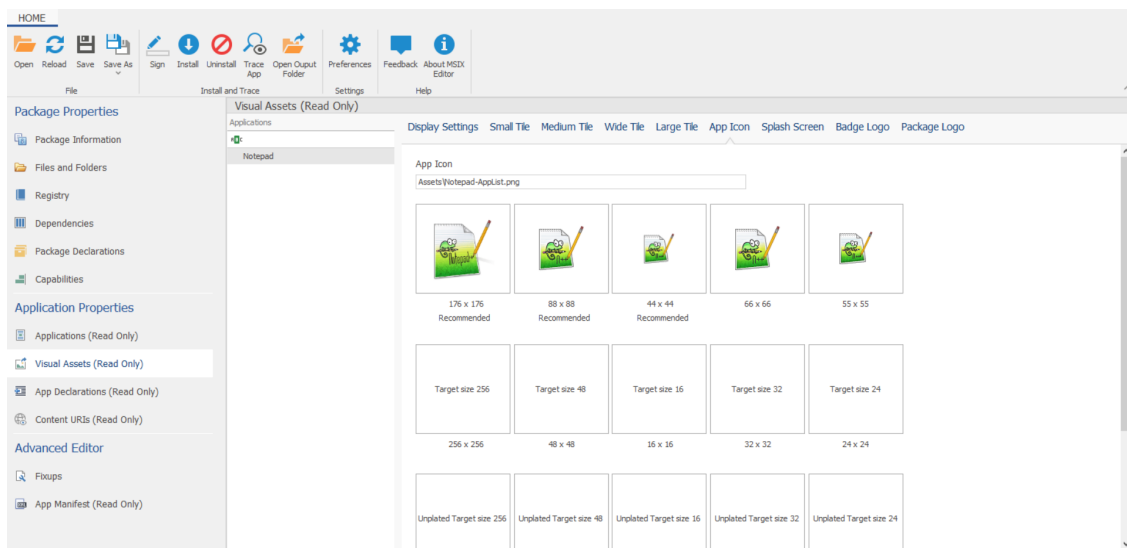 HOME
Open Reload Save Save As Sign Install Uninstall Trace App Open Ouput Folder Preferences Feedback About MSIX Editor
File Install and Trace Settings Help
Package Properties
Package Information
Files and Folders
Registry
Dependencies
Package Declarations
Capabilities
Application Properties
Applications (Read Only)
Visual Assets (Read Only)
App Declarations (Read Only)
Content URIs (Read Only)
Advanced Editor
Fixups
App Manifest (Read Only)
Visual Assets (Read Only)
Applications
Notepad
Display Settings Small Tile Medium Tile Wide Tile Large Tile App Icon Splash Screen Badge Logo Package Logo
App Icon
Assets\Notepad-AppList.png
176 x 176 88 x 88 44 x 44 66 x 66 55 x 55
Recommended Recommended Recommended
Target size 256 Target size 48 Target size 16 Target size 32 Target size 24
256 x 256 48 x 48 16 x 16 32 x 32 24 x 24
Unplated Target size 256 Unplated Target size 48 Unplated Target size 16 Unplated Target size 32 Unplated Target size 24